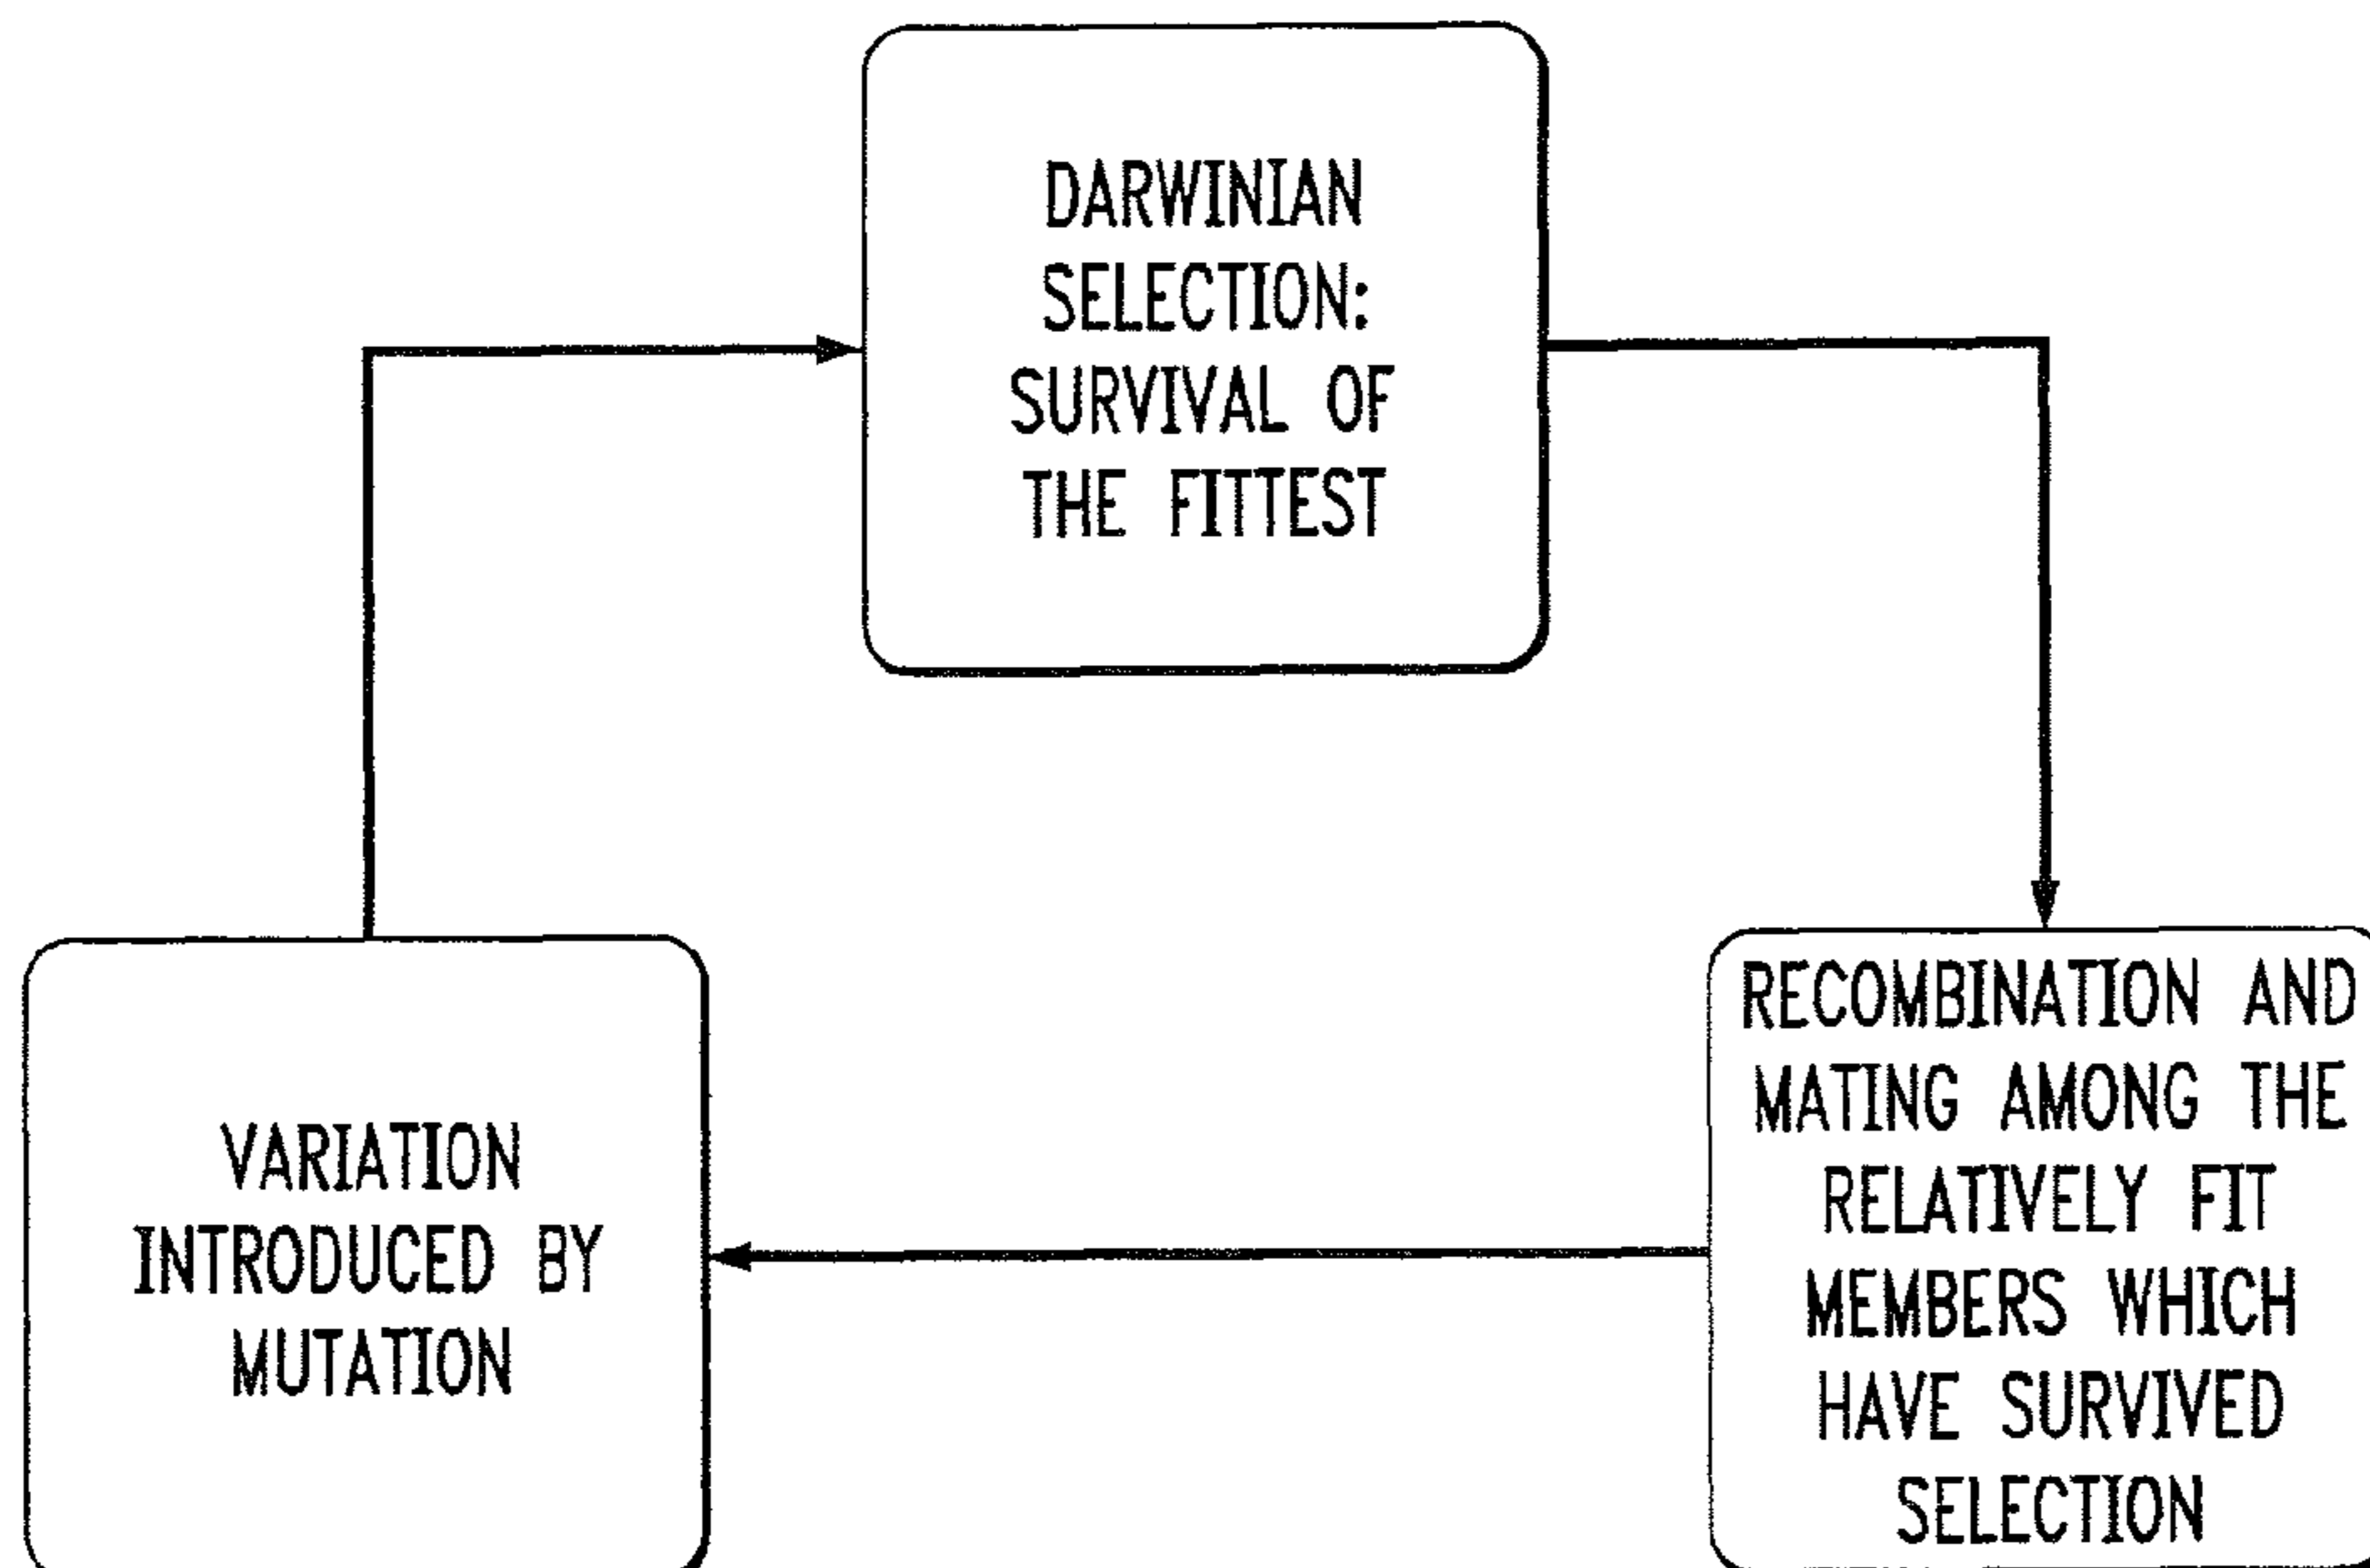 DARWINIAN
SELECTION:
SURVIVAL OF
THE FITTEST
RECOMBINATION AND
MATING AMONG THE
RELATIVELY FIT
MEMBERS WHICH
HAVE SURVIVED
SELECTION
VARIATION
INTRODUCED BY
MUTATION